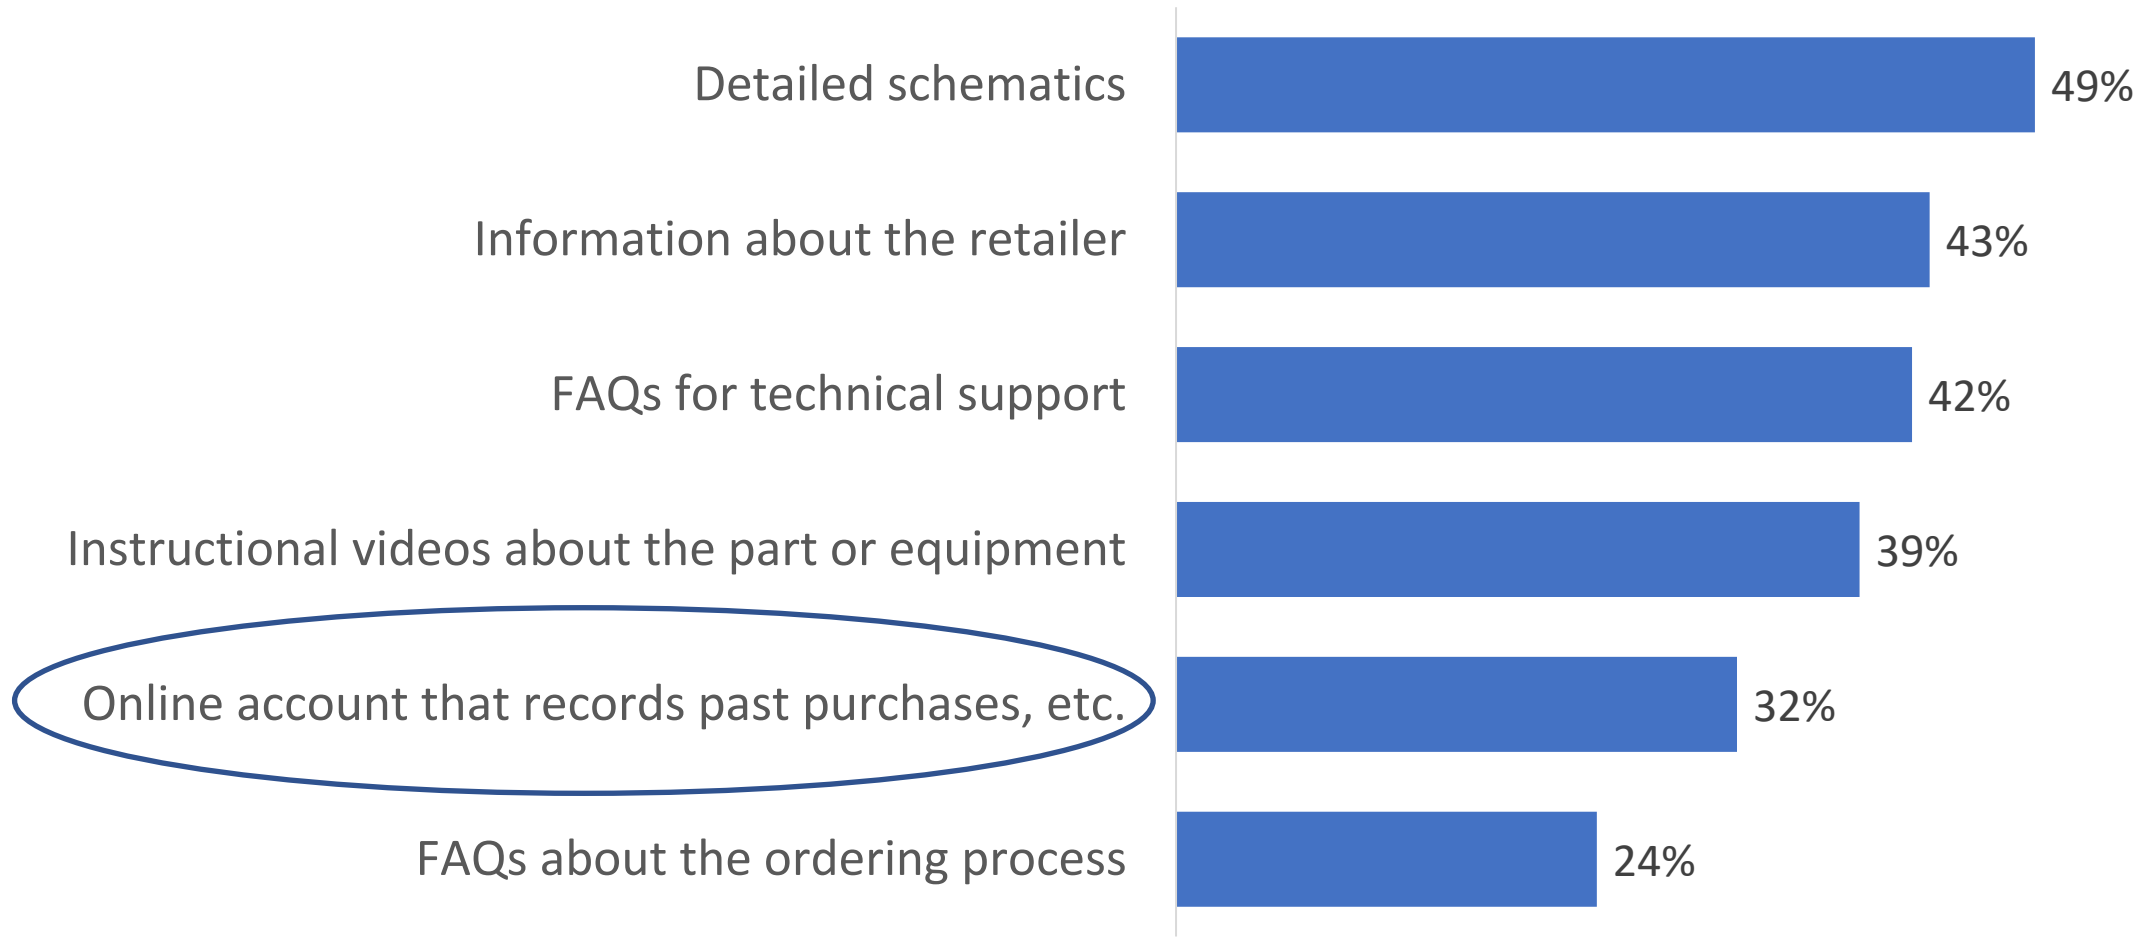 Detailed schematics 49%
Information about the retailer 43%
FAQs for technical support 42%
Instructional videos about the part or equipment 39%
Online account that records past purchases, etc. 32%
FAQs about the ordering process 24%